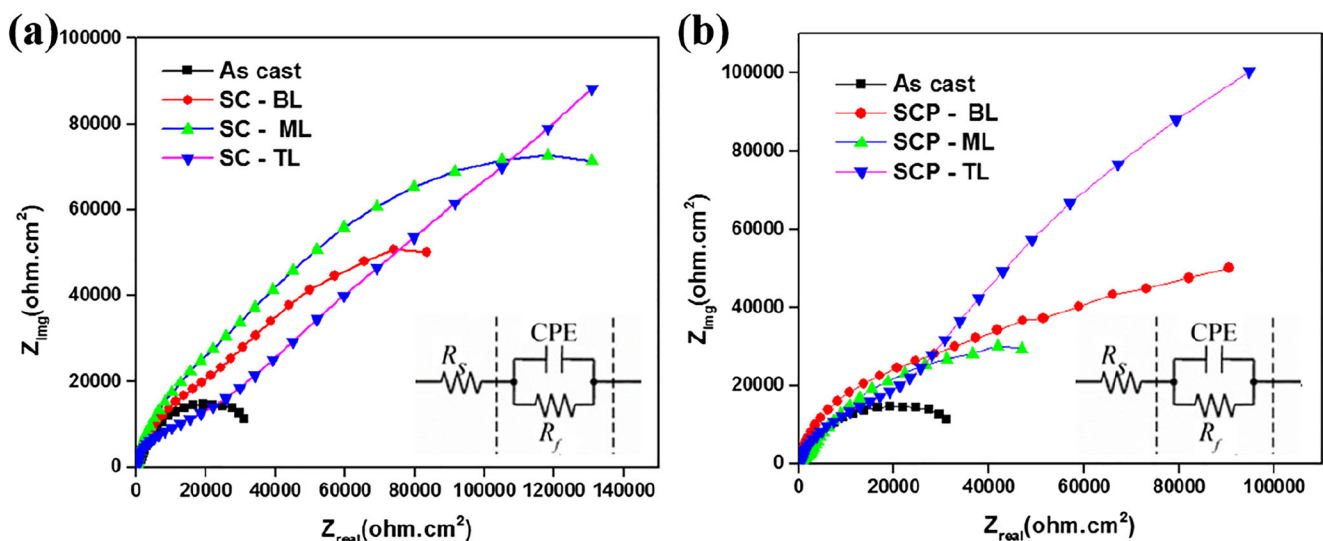 (a)
100000
80000
60000
40000
20000
0
Z_Img(ohm.cm²)
As cast
SC - BL
SC - ML
SC - TL
CPE
R_S
R_f
0 20000 40000 60000 80000 100000 120000 140000
Z_real(ohm.cm²)
(b)
100000
80000
60000
40000
20000
0
Z_Img(ohm.cm²)
As cast
SCP - BL
SCP - ML
SCP - TL
CPE
R_S
R_f
0 20000 40000 60000 80000 100000
Z_real(ohm.cm²)